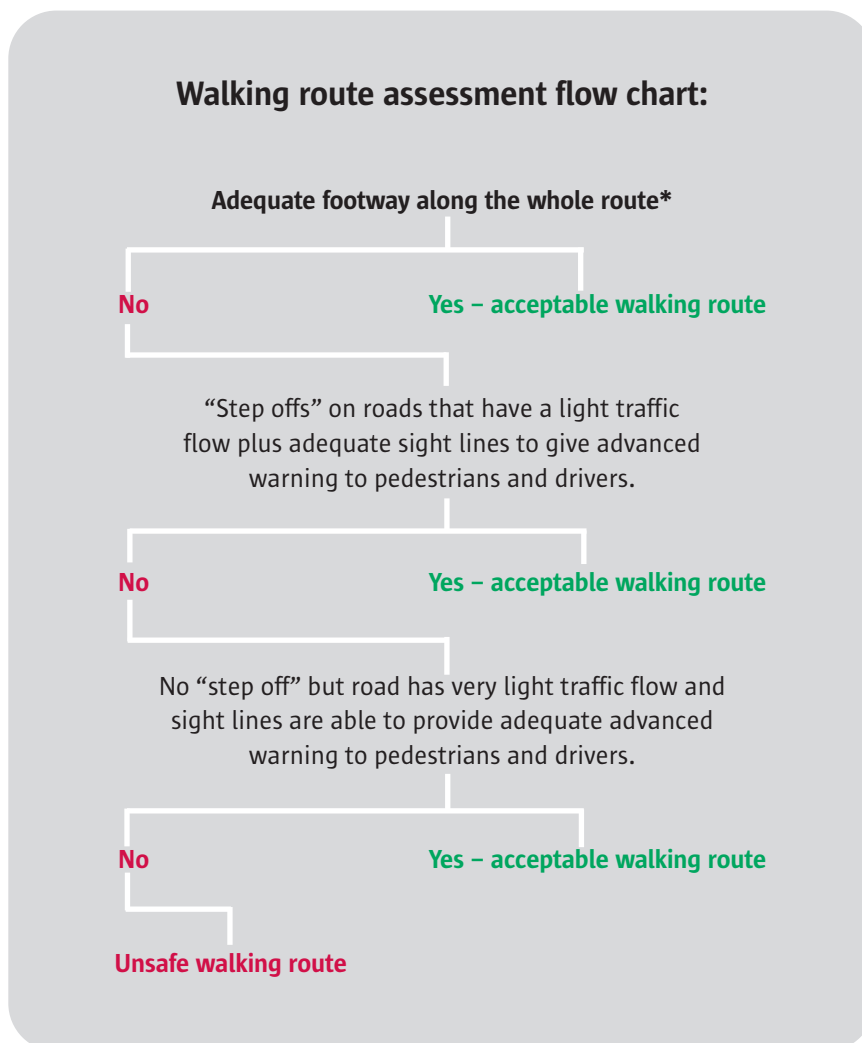 Walking route assessment flow chart:
Adequate footway along the whole route*
No
Yes – acceptable walking route
“Step offs” on roads that have a light traffic
flow plus adequate sight lines to give advanced
warning to pedestrians and drivers.
No
Yes – acceptable walking route
No “step off” but road has very light traffic flow and
sight lines are able to provide adequate advanced
warning to pedestrians and drivers.
No
Yes – acceptable walking route
Unsafe walking route